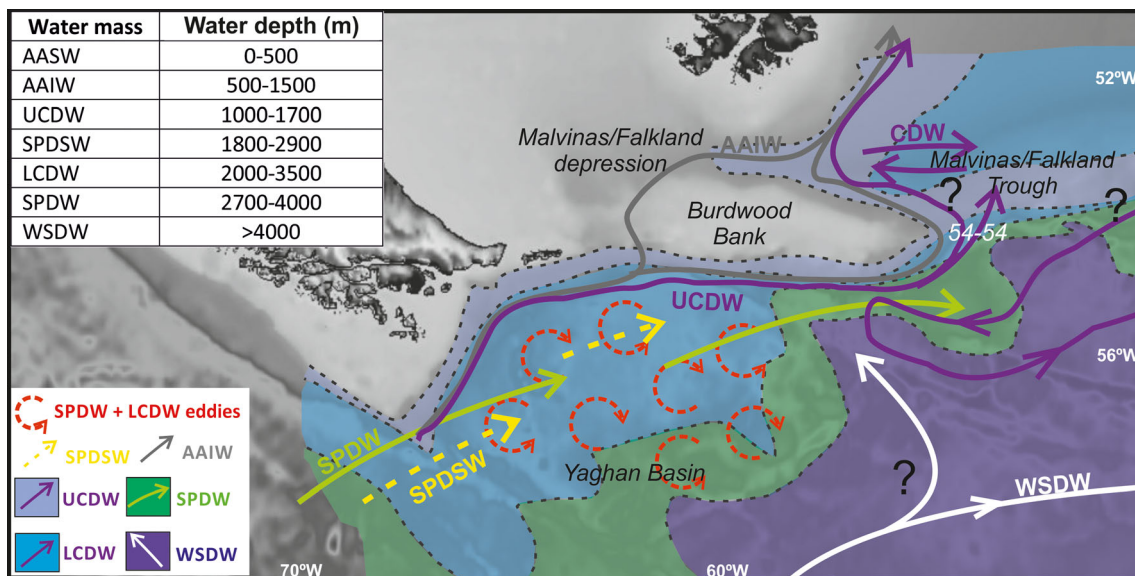 Water mass Water depth (m)
AASW 0-500
AAIW 500-1500
UCDW 1000-1700
SPDSW 1800-2900
LCDW 2000-3500
SPDW 2700-4000
WSDW >4000
52ºW
Malvinas/Falkland
depression
AAIW
CDW
Malvinas/Falkland
Trough
?
?
Burdwood
Bank
54-54
UCDW
56ºW
SPDW
SPDSW
Yaghan Basin
?
WSDW
70ºW
60ºW
SPDW + LCDW eddies
SPDSW AAIW
UCDW SPDW
LCDW WSDW